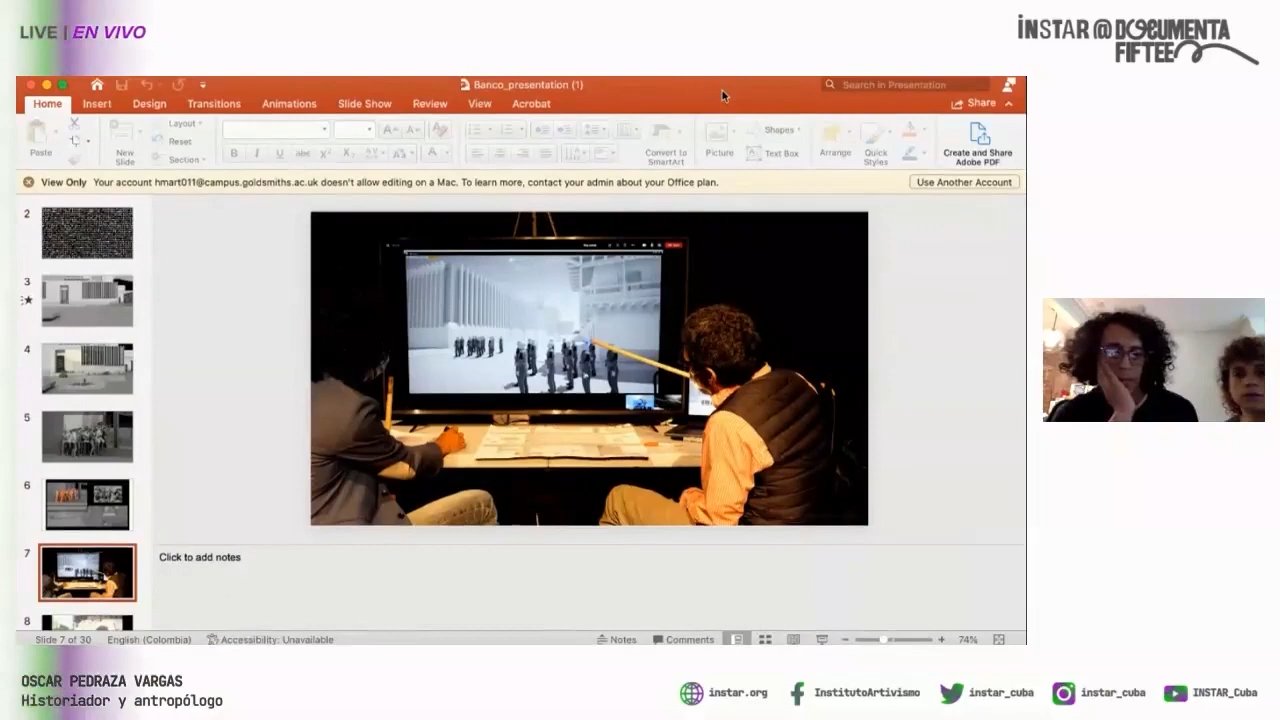 LIVE | EN VIVO
INSTAR@DOCUMENTA
FIFTEEN
Banco_presentation (1)
Search in Presentation
Home Insert Design Transitions Animations Slide Show Review View Acrobat
Share
Paste
New
Slide
Layout
Reset
Section
Convert to
SmartArt
Picture
Shapes
Text Box
Arrange
Quick
Styles
Create and Share
Adobe PDF
View Only Your account hmart011@campus.goldsmiths.ac.uk doesn't allow editing on a Mac. To learn more, contact your admin about your Office plan.
Use Another Account
2
3
4
5
6
7
8
Click to add notes
Slide 7 of 30 English (Colombia) Accessibility: Unavailable Notes Comments 74%
OSCAR PEDRAZA VARGAS
Historiador y antropólogo
instar.org InstitutoArtivismo instar_cuba instar_cuba INSTAR_Cuba